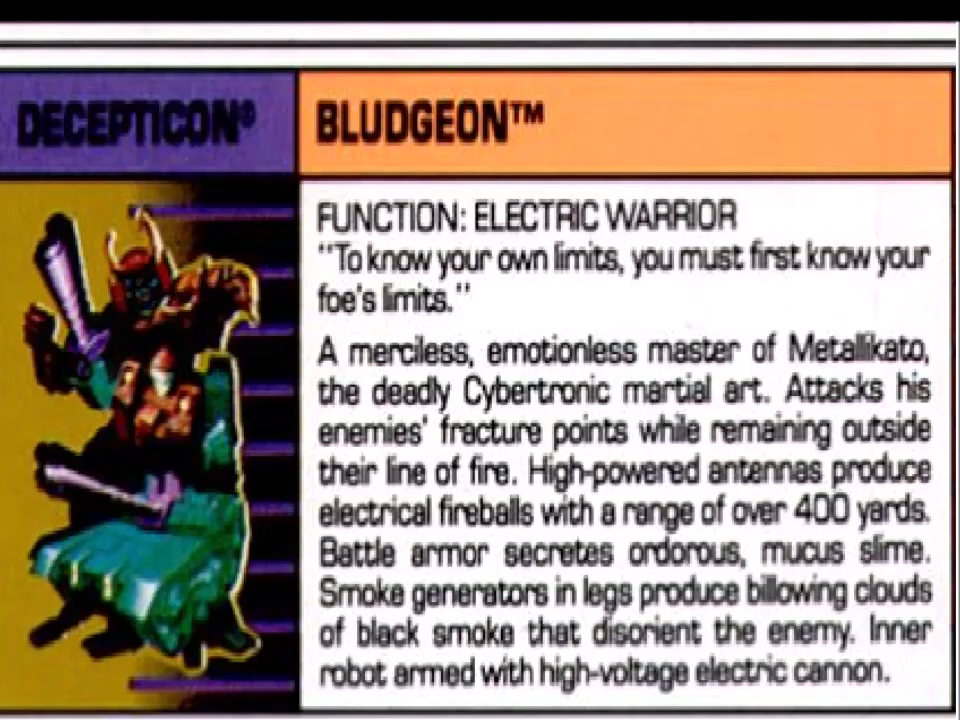 DECEPTICON®
BLUDGEON™
FUNCTION: ELECTRIC WARRIOR
"To know your own limits, you must first know your
foe's limits."
A merciless, emotionless master of Metallikato,
the deadly Cybertronic martial art. Attacks his
enemies' fracture points while remaining outside
their line of fire. High-powered antennas produce
electrical fireballs with a range of over 400 yards.
Battle armor secretes ordorous, mucus slime.
Smoke generators in legs produce billowing clouds
of black smoke that disorient the enemy. Inner
robot armed with high-voltage electric cannon.